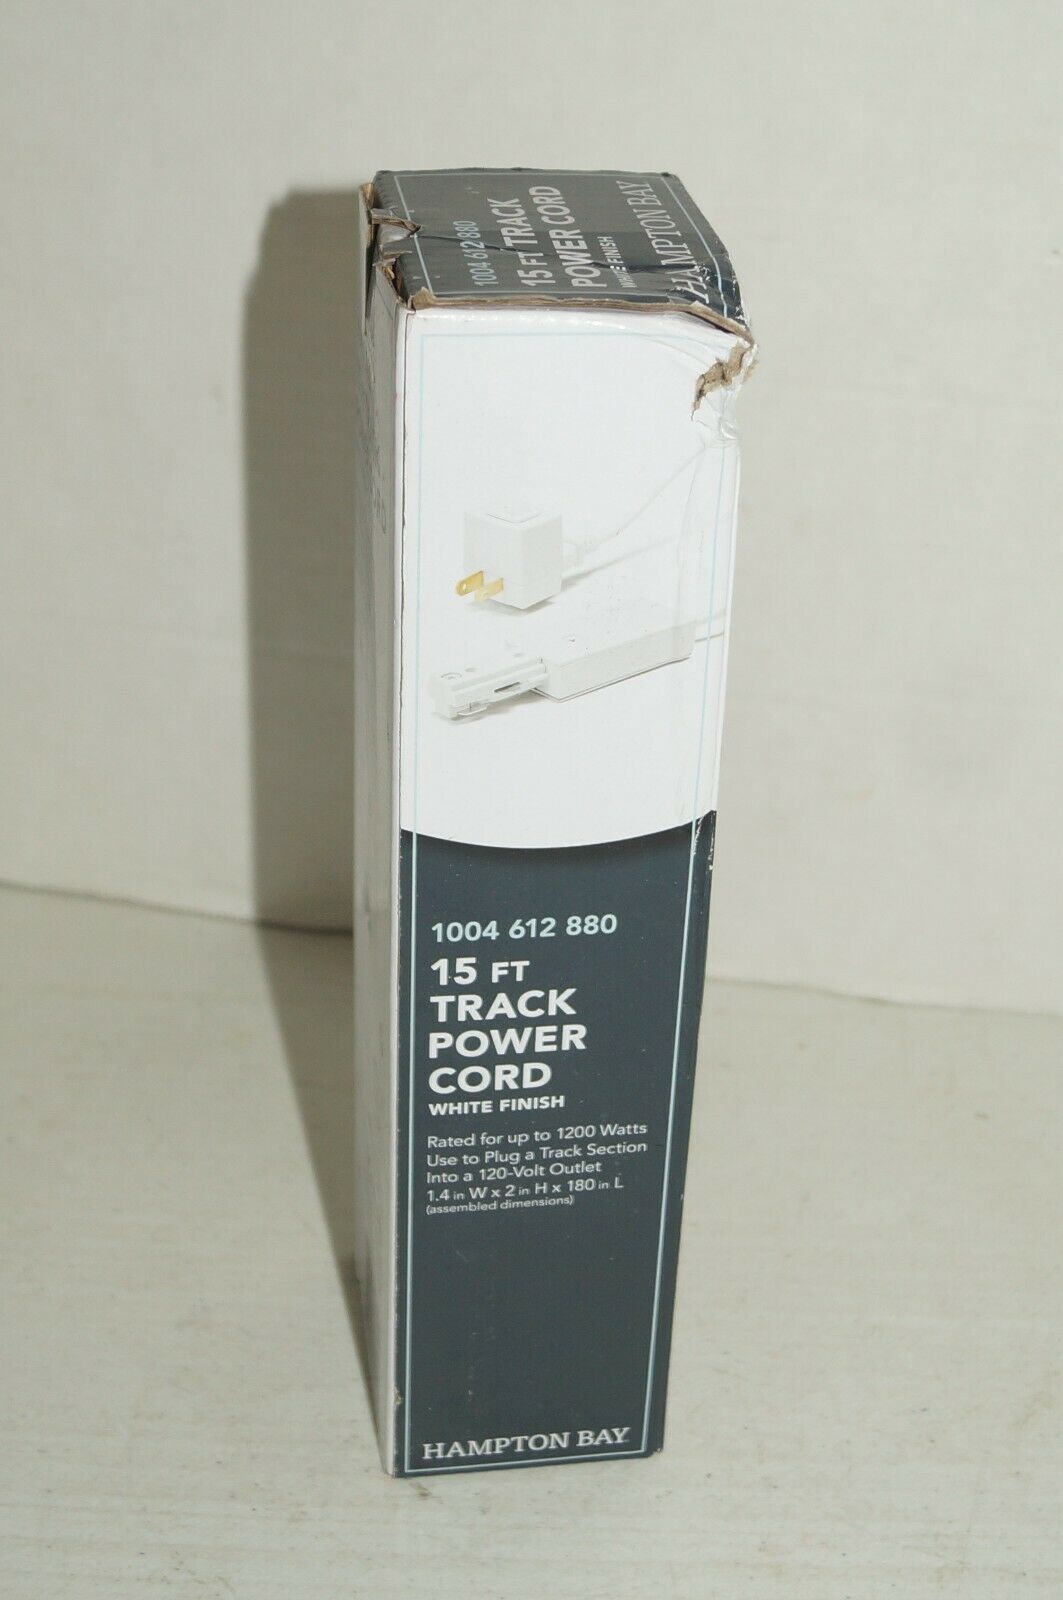 1004 612 880
15 FT TRACK
POWER CORD
WHITE FINISH
HAMPTON BAY
1004 612 880
15 FT
TRACK
POWER
CORD
WHITE FINISH
Rated for up to 1200 Watts
Use to Plug a Track Section
Into a 120-Volt Outlet
1.4 in W x 2 in H x 180 in L
(assembled dimensions)
HAMPTON BAY